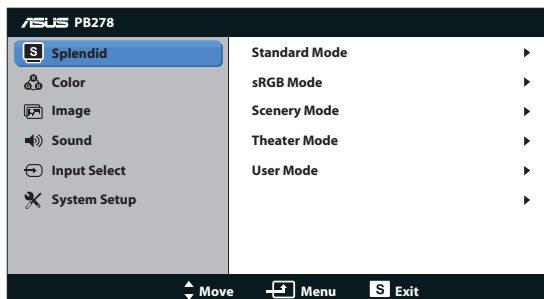 ASUS PB278
S Splendid
Color
Image
Sound
Input Select
System Setup
Standard Mode
sRGB Mode
Scenery Mode
Theater Mode
User Mode
Move Menu S Exit